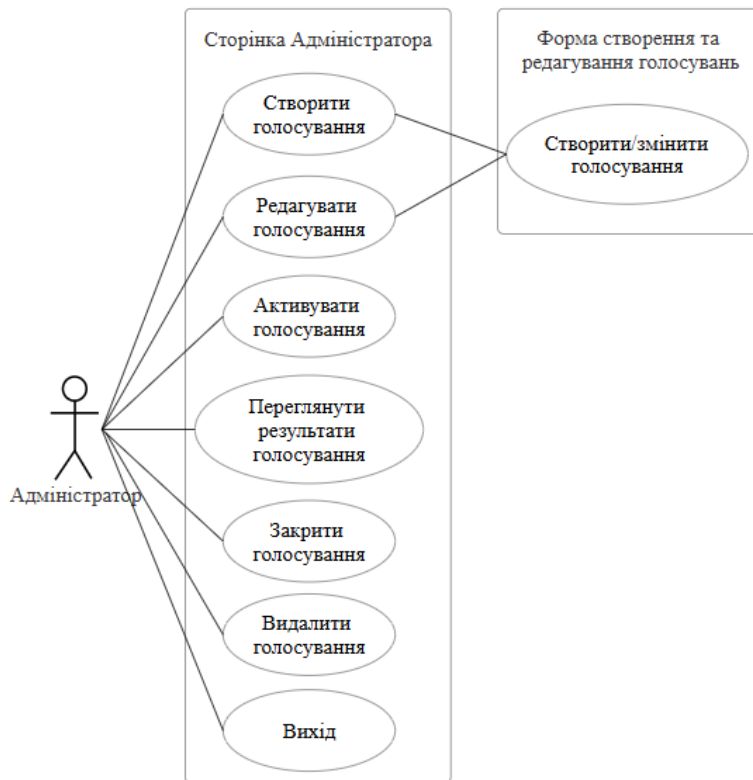 Сторінка Адміністратора
Створити
голосування
Редагувати
голосування
Активувати
голосування
Переглянути
результати
голосування
Закрити
голосування
Видалити
голосування
Вихід
Адміністратор
Форма створення та
редагування голосувань
Створити/змінити
голосування